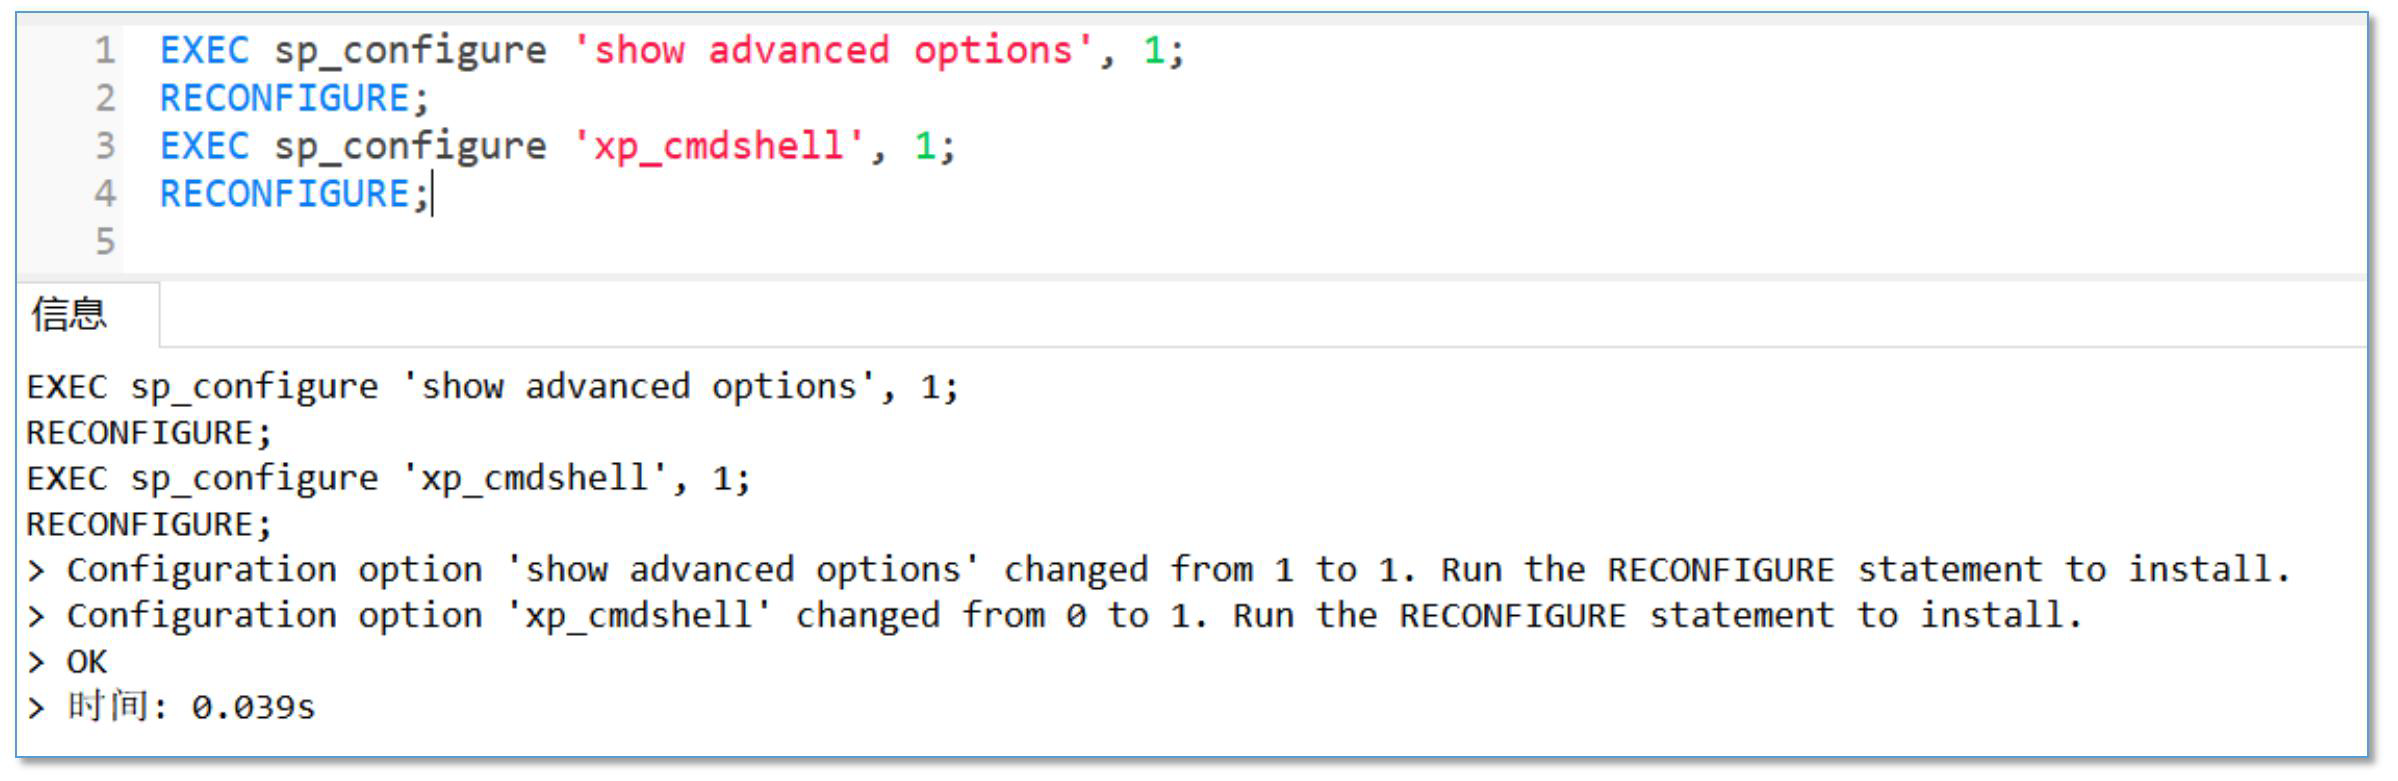 1 EXEC sp_configure 'show advanced options', 1;
2 RECONFIGURE;
3 EXEC sp_configure 'xp_cmdshell', 1;
4 RECONFIGURE;
5
信息
EXEC sp_configure 'show advanced options', 1;
RECONFIGURE;
EXEC sp_configure 'xp_cmdshell', 1;
RECONFIGURE;
> Configuration option 'show advanced options' changed from 1 to 1. Run the RECONFIGURE statement to install.
> Configuration option 'xp_cmdshell' changed from 0 to 1. Run the RECONFIGURE statement to install.
> OK
> 时间: 0.039s